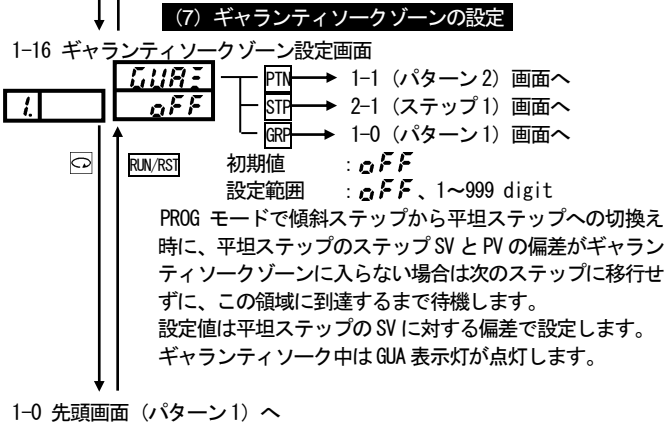 (7) ギャランティソークゾーンの設定
1-16 ギャランティソークゾーン設定画面
GUAZ
PTN 1-1 (パターン2) 画面へ
1. oFF
STP 2-1 (ステップ1) 画面へ
GRP 1-0 (パターン1) 画面へ
RUN/RST
初期値 : oFF
設定範囲 : oFF、1～999 digit
PROG モードで傾斜ステップから平坦ステップへの切換え
時に、平坦ステップのステップSV と PV の偏差がギャラン
ティソークゾーンに入らない場合は次のステップに移行せ
ずに、この領域に到達するまで待機します。
設定値は平坦ステップの SV に対する偏差で設定します。
ギャランティソーク中は GUA 表示灯が点灯します。
1-0 先頭画面 (パターン1) へ